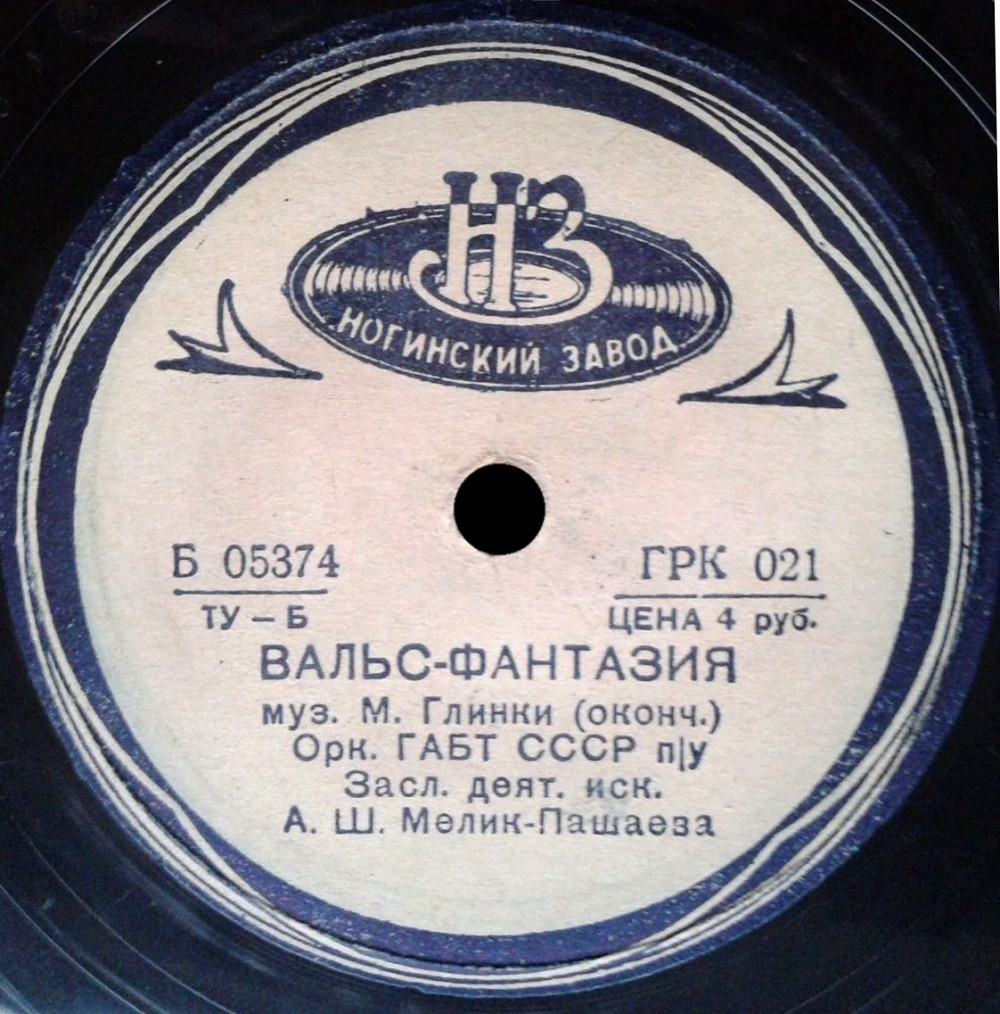 НЗ
НОГИНСКИЙ ЗАВОД
Б 05374 ГРК 021
ТУ – Б ЦЕНА 4 руб.
ВАЛЬС-ФАНТАЗИЯ
муз. М. Глинки (оконч.)
Орк. ГАБТ СССР п/у
Засл. деят. иск.
А. Ш. Мелик-Пашаева